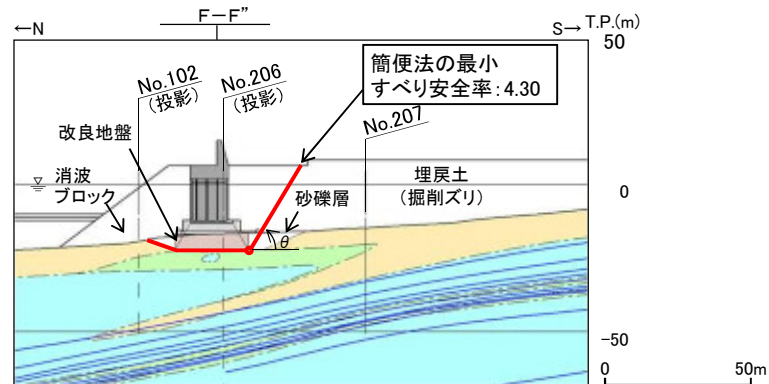 F−F”
←N
S→
T.P.(m)
50
簡便法の最小
すべり安全率：4.30
No.102
(投影)
No.206
(投影)
No.207
改良地盤
消波
ブロック
砂礫層
埋戻土
(掘削ズリ)
0
θ
−50
0
50m